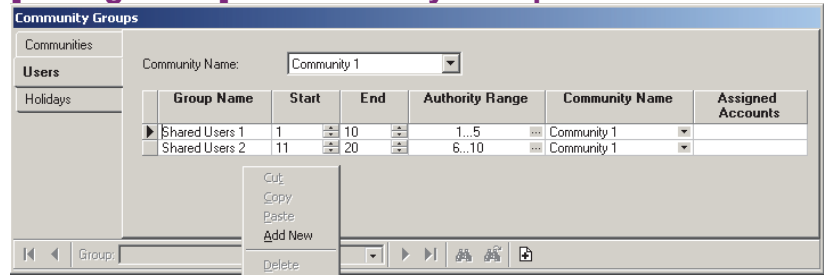 Community Groups
Communities
Users
Holidays
Community Name: Community 1
Group Name Start End Authority Range Community Name Assigned Accounts
Shared Users 1 1 10 1...5 ... Community 1
Shared Users 2 11 20 6...10 ... Community 1
Cut
Copy
Paste
Add New
Delete
Group: